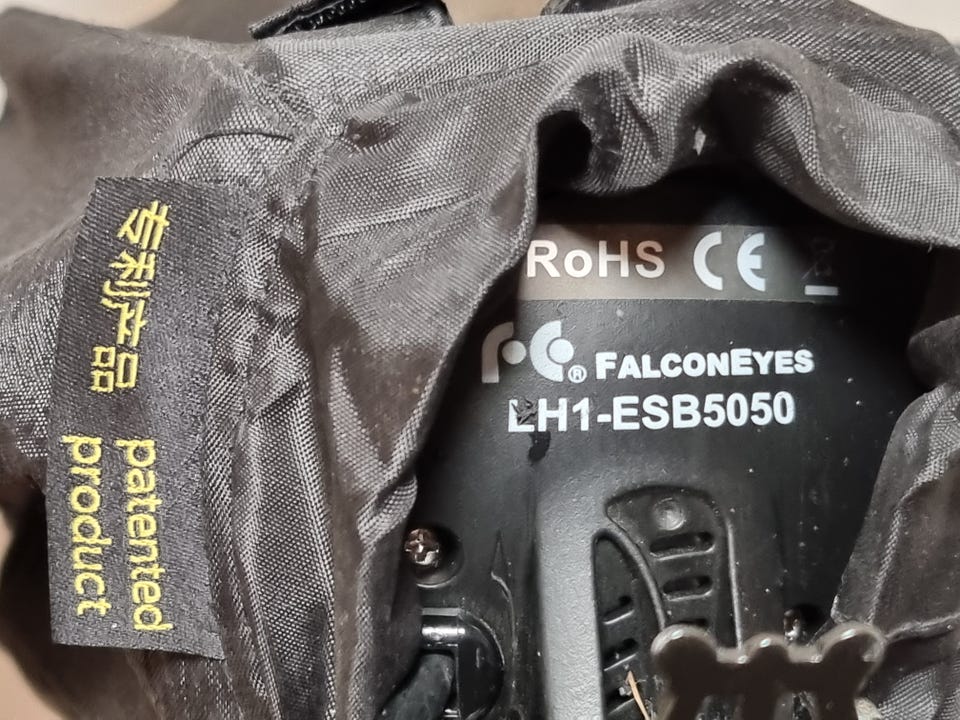 专利产品
patented
product
RoHS CE
® FALCONEYES
LH1-ESB5050